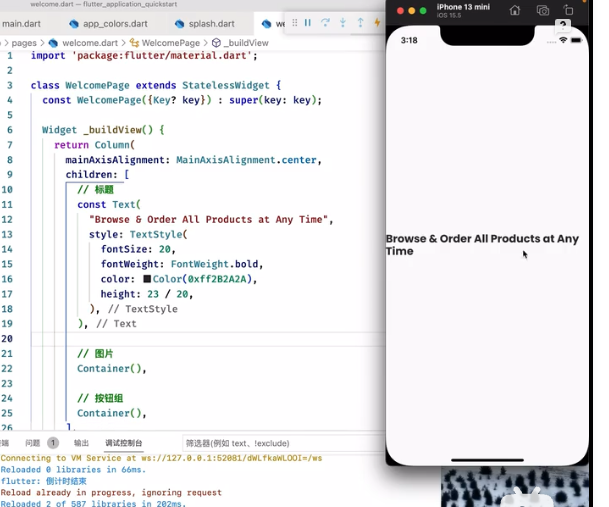 welcome.dart — flutter_application_quickstart
main.dart
app_colors.dart
splash.dart
pages > welcome.dart > WelcomePage > _buildView
1 import 'package:flutter/material.dart';
2
3 class WelcomePage extends StatelessWidget {
4 const WelcomePage({Key? key}) : super(key: key);
5
6 Widget _buildView() {
7 return Column(
8 mainAxisAlignment: MainAxisAlignment.center,
9 children: [
10 // 标题
11 const Text(
12 "Browse & Order All Products at Any Time",
13 style: TextStyle(
14 fontSize: 20,
15 fontWeight: FontWeight.bold,
16 color: Color(0xff2B2A2A),
17 height: 23 / 20,
18 ), // TextStyle
19 ), // Text
20
21 // 图片
22 Container(),
23
24 // 按钮组
25 Container(),
26 ],
问题 1 输出 调试控制台 筛选器(例如 text、!exclude)
Connecting to VM Service at ws://127.0.0.1:52081/dWLfkaWLOOI=/ws
Reloaded 0 libraries in 66ms.
flutter: 倒计时结束
Reload already in progress, ignoring request
Reloaded 2 of 587 libraries in 202ms.
iPhone 13 mini
iOS 15.5
3:18
Browse & Order All Products at Any
Time